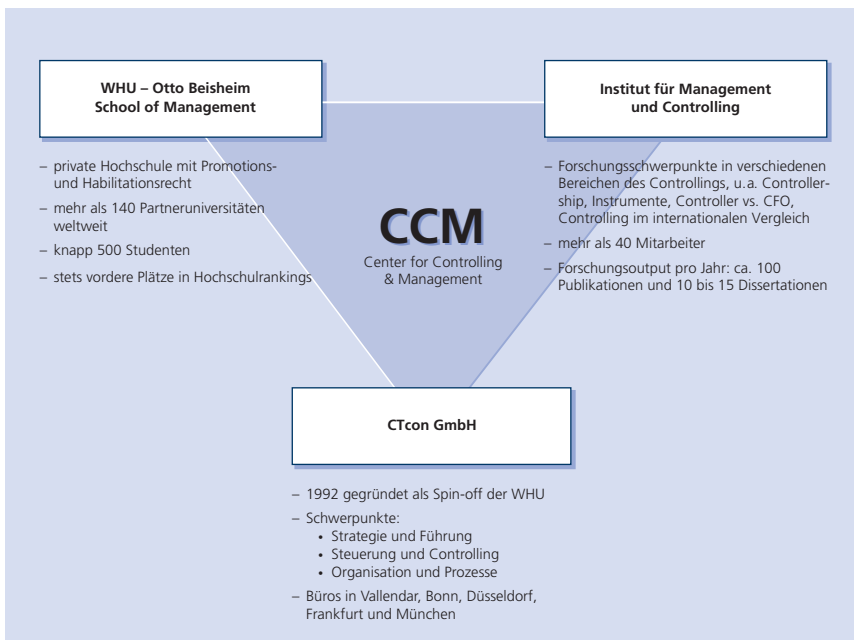 WHU – Otto Beisheim
School of Management
– private Hochschule mit Promotions-
und Habilitationsrecht
– mehr als 140 Partneruniversitäten
weltweit
– knapp 500 Studenten
– stets vordere Plätze in Hochschulrankings
CCM
Center for Controlling
& Management
Institut für Management
und Controlling
– Forschungsschwerpunkte in verschiedenen
Bereichen des Controllings, u.a. Controller-
ship, Instrumente, Controller vs. CFO,
Controlling im internationalen Vergleich
– mehr als 40 Mitarbeiter
– Forschungsoutput pro Jahr: ca. 100
Publikationen und 10 bis 15 Dissertationen
CTcon GmbH
– 1992 gegründet als Spin-off der WHU
– Schwerpunkte:
• Strategie und Führung
• Steuerung und Controlling
• Organisation und Prozesse
– Büros in Vallendar, Bonn, Düsseldorf,
Frankfurt und München